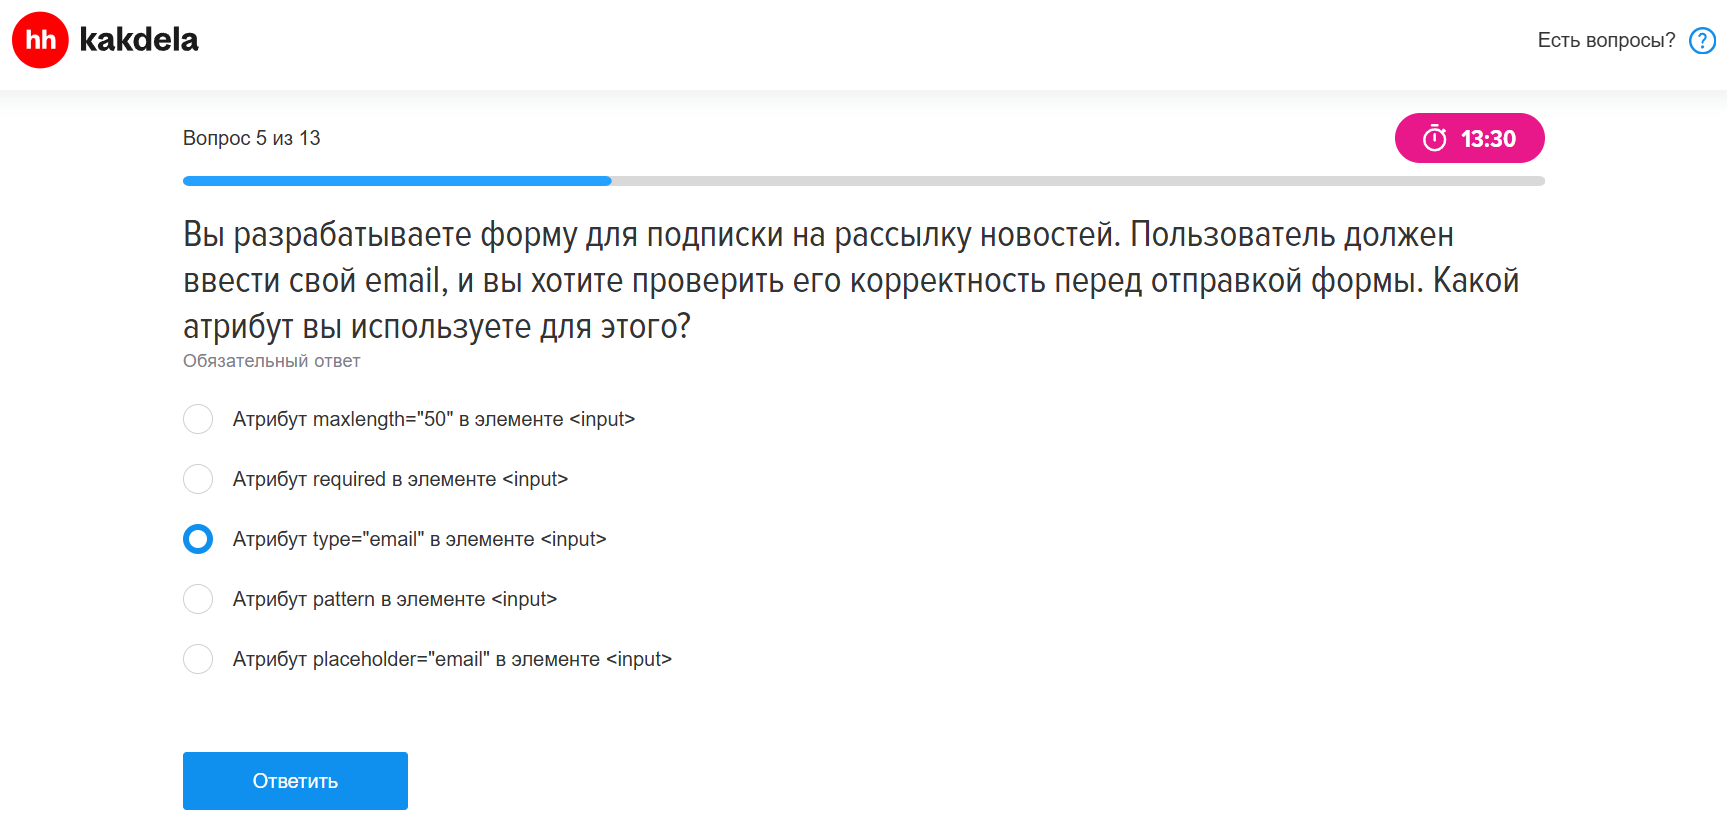 hh kakdela
Есть вопросы? ?
Вопрос 5 из 13
13:30
Вы разрабатываете форму для подписки на рассылку новостей. Пользователь должен
ввести свой email, и вы хотите проверить его корректность перед отправкой формы. Какой
атрибут вы используете для этого?
Обязательный ответ
Атрибут maxlength="50" в элементе <input>
Атрибут required в элементе <input>
Атрибут type="email" в элементе <input>
Атрибут pattern в элементе <input>
Атрибут placeholder="email" в элементе <input>
Ответить